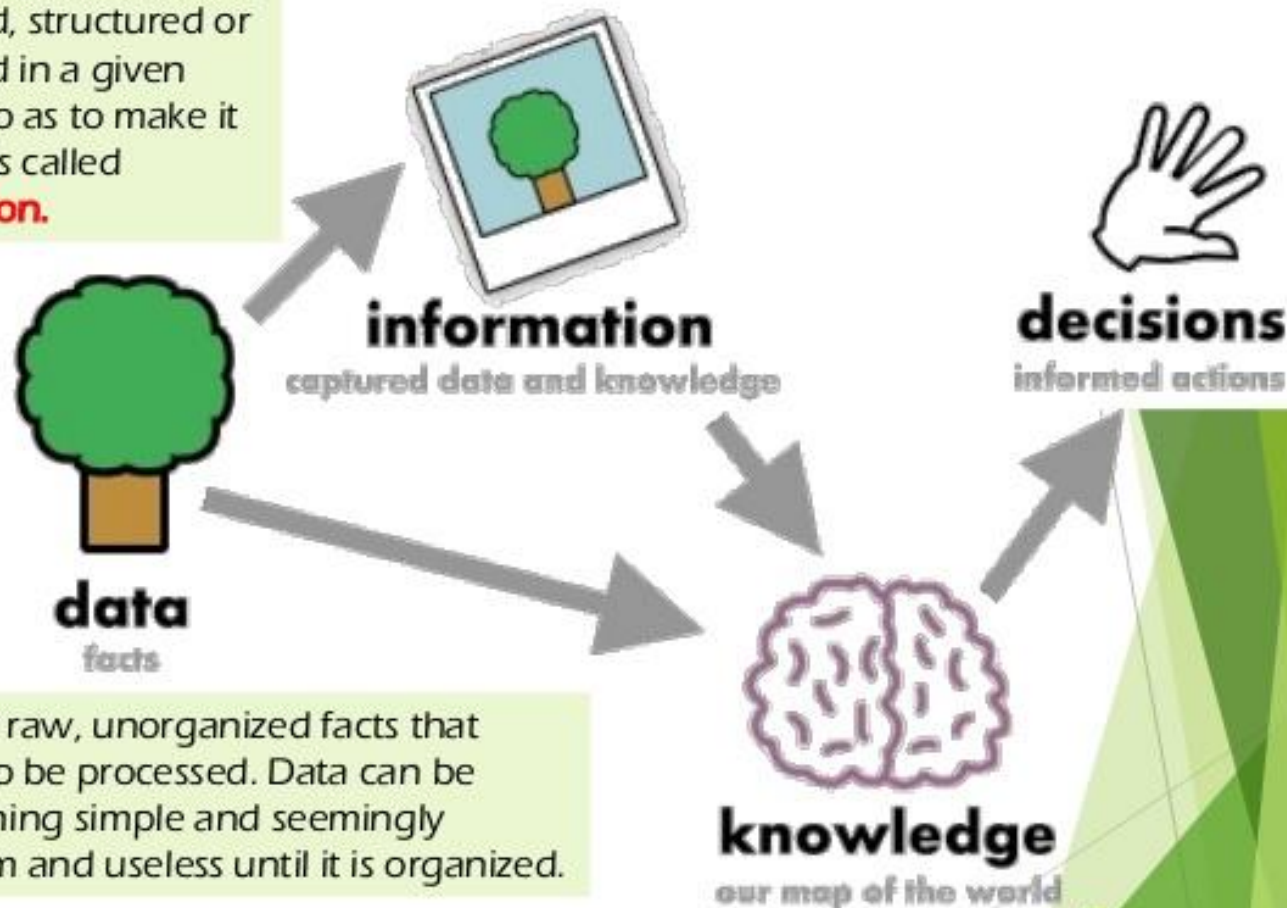 d, structured or
d in a given
o as to make it
s called
on.
information
captured data and knowledge
decisions
informed actions
data
facts
raw, unorganized facts that
o be processed. Data can be
hing simple and seemingly
m and useless until it is organized.
knowledge
our map of the world